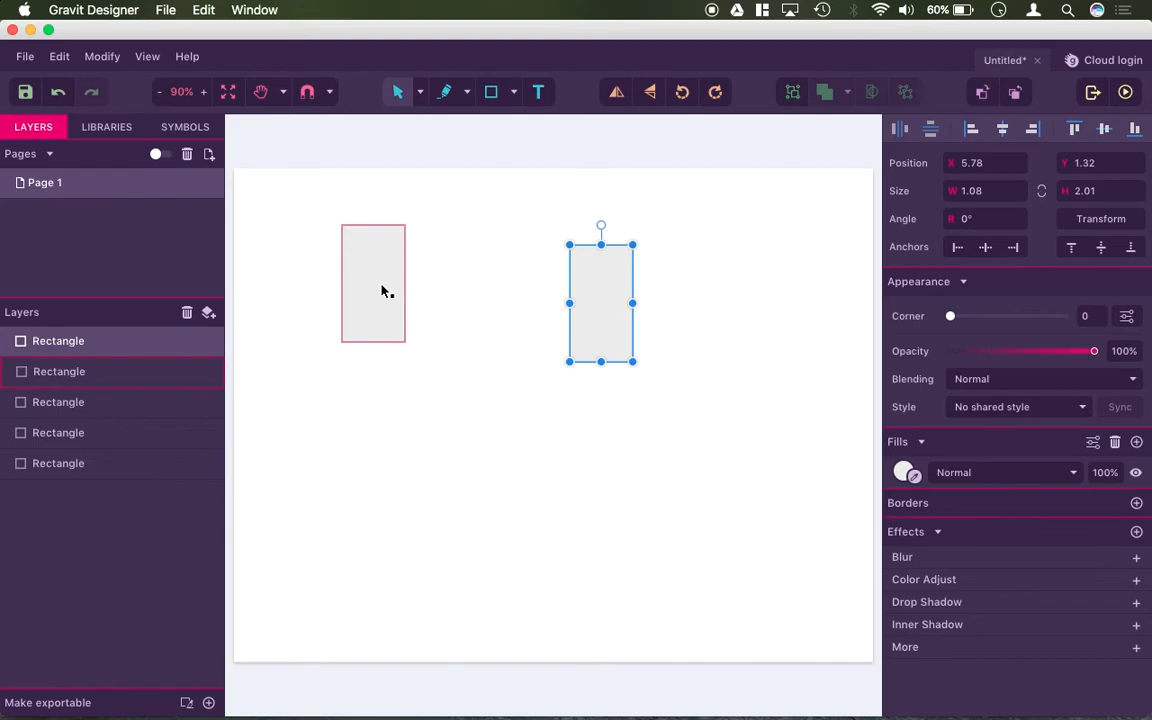 Gravit Designer File Edit Window 60%
File Edit Modify View Help Untitled* Cloud login
- 90% + T
LAYERS LIBRARIES SYMBOLS
Pages
Page 1
Layers
Rectangle
Rectangle
Rectangle
Rectangle
Rectangle
Make exportable
Position X 5.78 Y 1.32
Size W 1.08 H 2.01
Angle R 0° Transform
Anchors
Appearance
Corner 0
Opacity 100%
Blending Normal
Style No shared style Sync
Fills
Normal 100%
Borders
Effects
Blur
Color Adjust
Drop Shadow
Inner Shadow
More